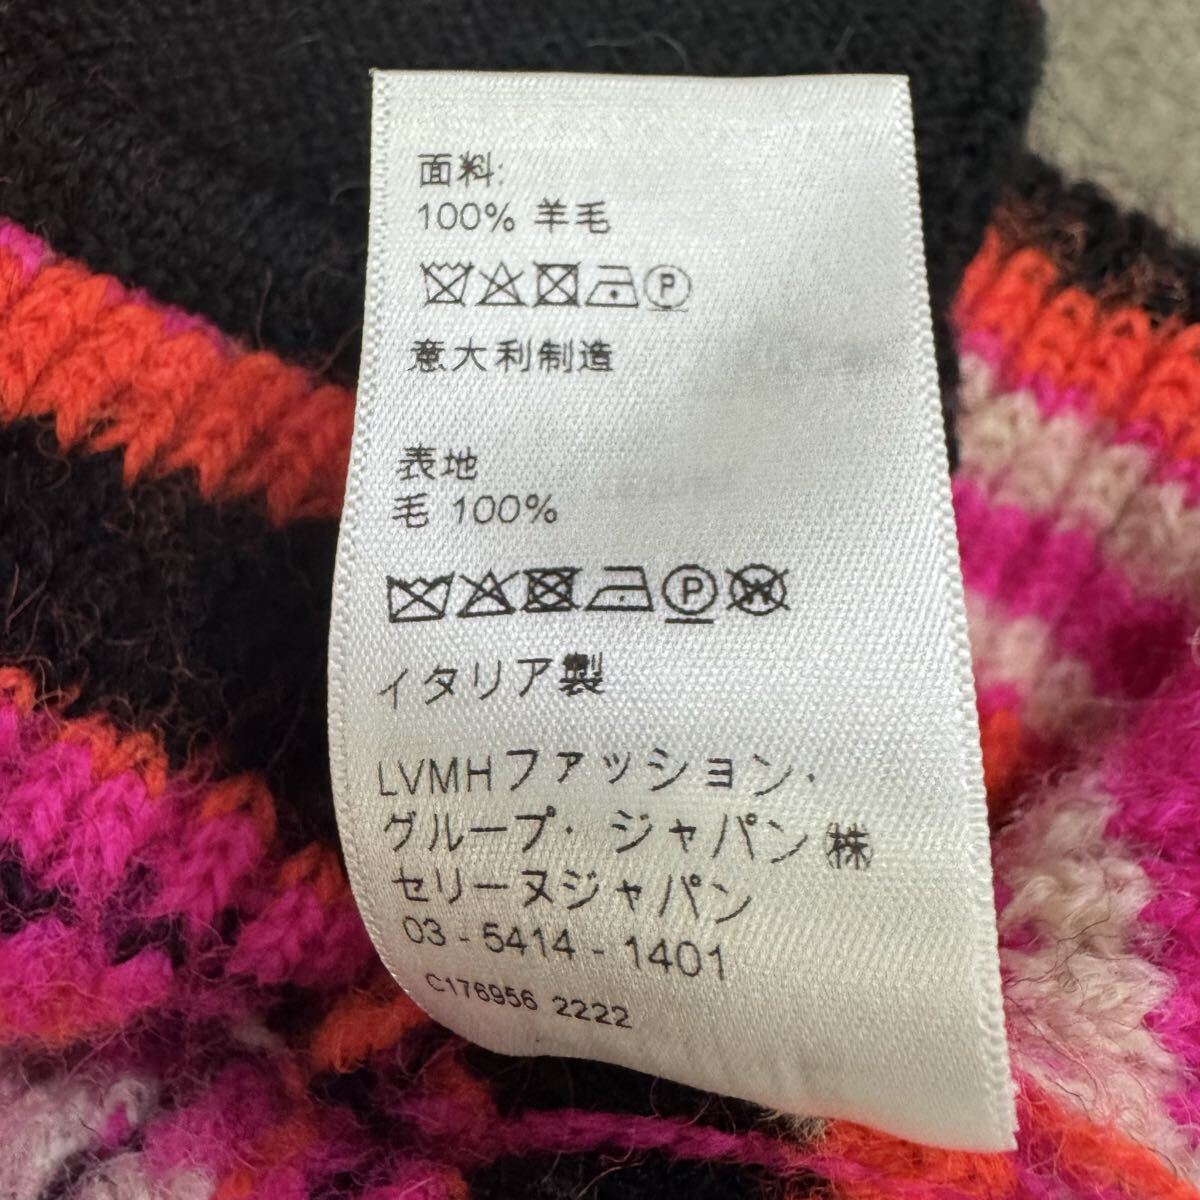 面料:
100% 羊毛
P
意大利制造
表地
毛 100%
P W
イタリア製
LVMHファッション・
グループ・ジャパン㈱
セリーヌジャパン
03 - 5414 - 1401
C176956 2222